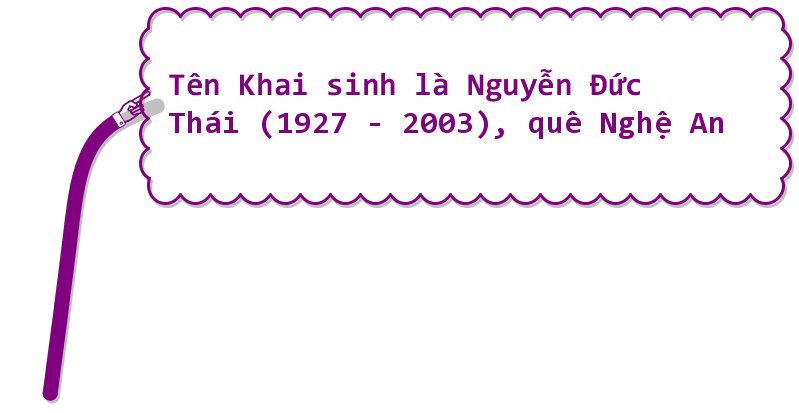 Tên Khai sinh là Nguyễn Đức
Thái (1927 - 2003), quê Nghệ An